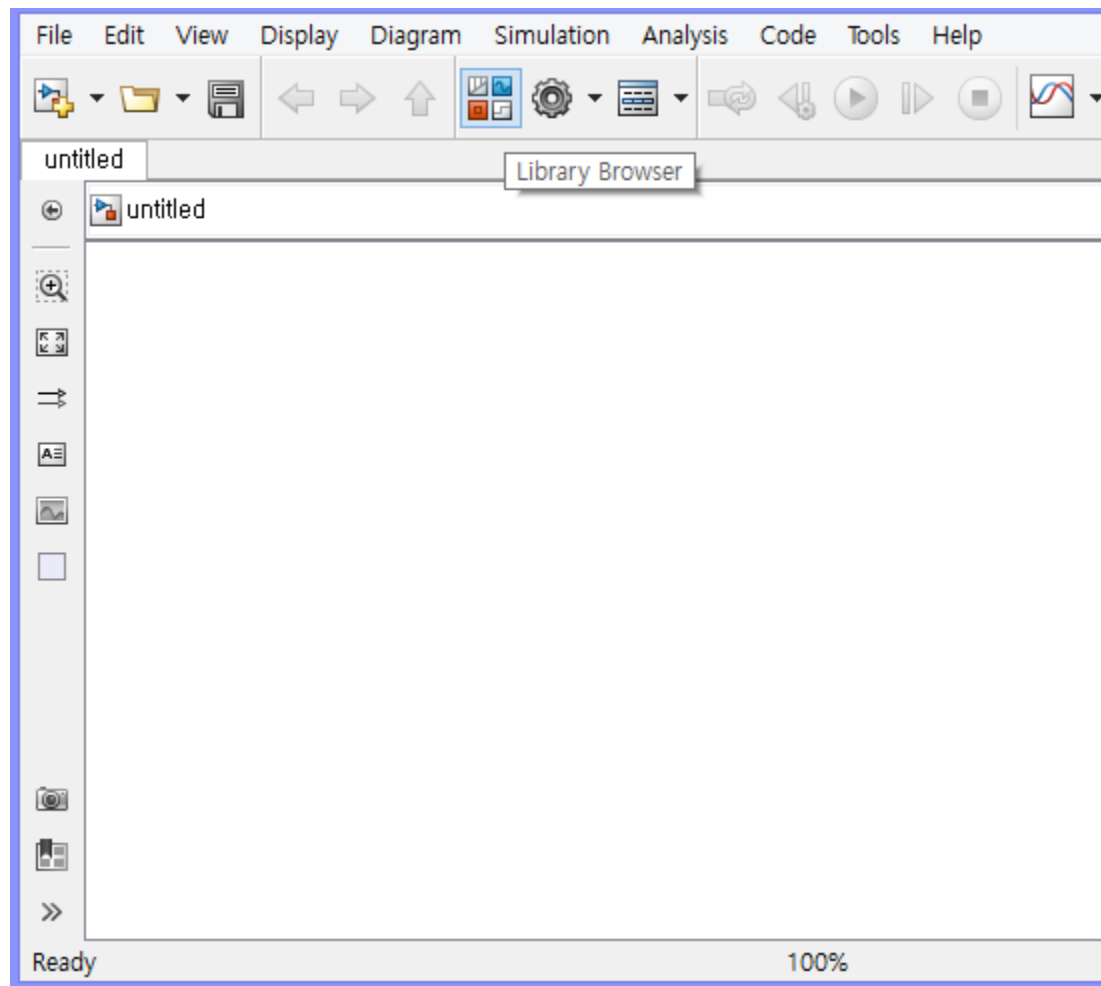 File Edit View Display Diagram Simulation Analysis Code Tools Help
untitled
Library Browser
untitled
Ready 100%